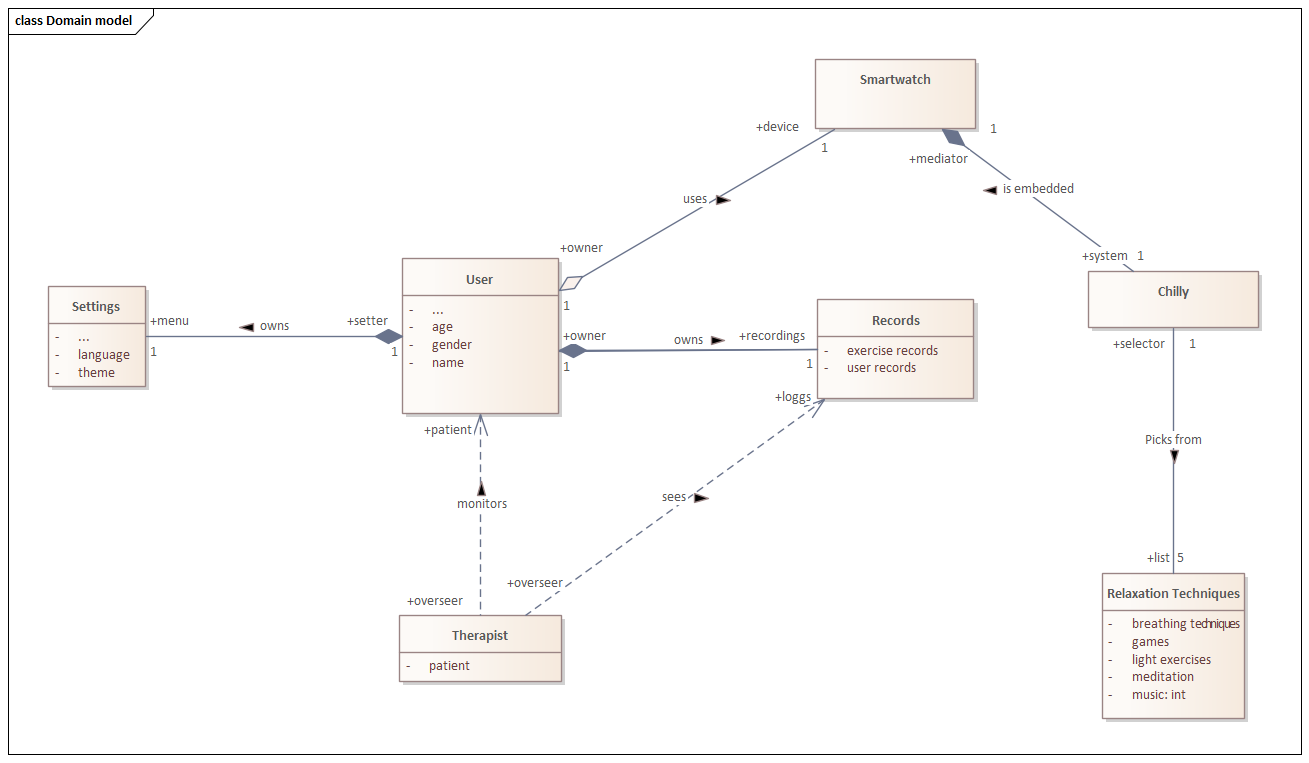 class Domain model
Smartwatch
+device
1
1
+mediator
uses
is embedded
+owner
+system 1
User
1
- ...
- age
- gender
- name
Chilly
Settings
- ...
- language
- theme
+menu
owns
+setter
1
1
+owner
1
owns
+recordings
1
Records
- exercise records
- user records
+selector 1
+loggs
+patient
Picks from
monitors
sees
+list 5
+overseer
+overseer
Therapist
- patient
Relaxation Techniques
- breathing techniques
- games
- light exercises
- meditation
- music: int